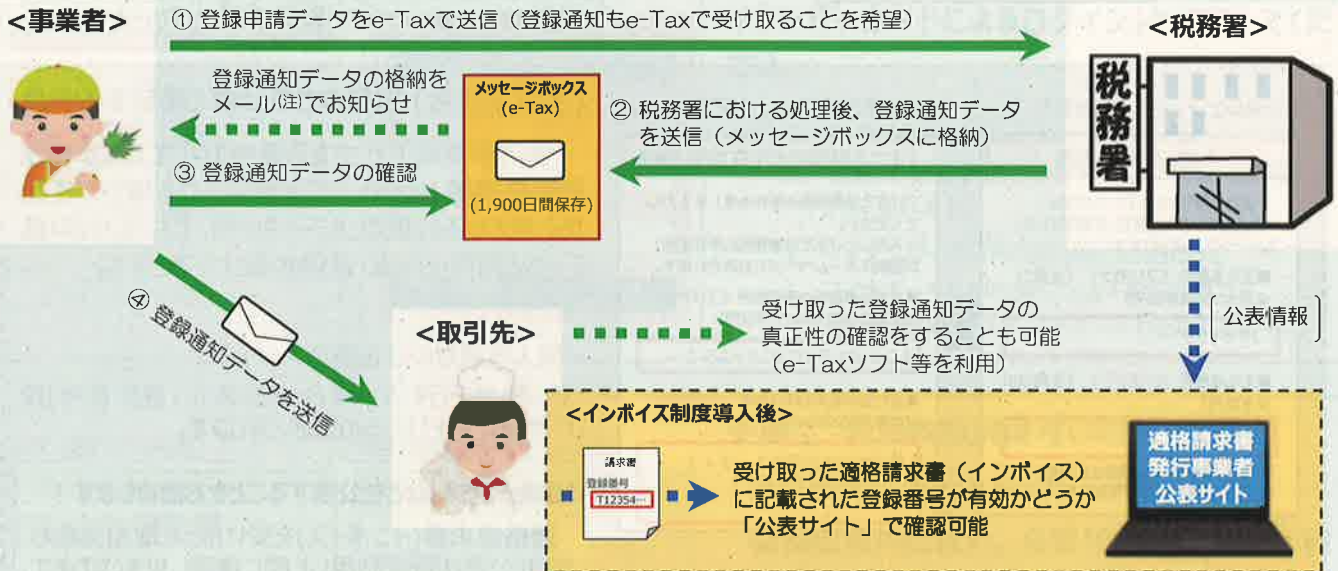 <事業者>
① 登録申請データをe-Taxで送信（登録通知もe-Taxで受け取ることを希望）
<税務署>
税務署
登録通知データの格納を
メール(注)でお知らせ
メッセージボックス
(e-Tax)
(1,900日間保存)
② 税務署における処理後、登録通知データ
を送信（メッセージボックスに格納）
③ 登録通知データの確認
④ 登録通知データを送信
<取引先>
受け取った登録通知データの
真正性の確認をすることも可能
（e-Taxソフト等を利用）
公表情報
<インボイズ制度導入後>
請求書
登録番号
T12354…
受け取った適格請求書（インボイス）
に記載された登録番号が有効かどうか
「公表サイト」で確認可能
適格請求書
発行事業者
公表サイト